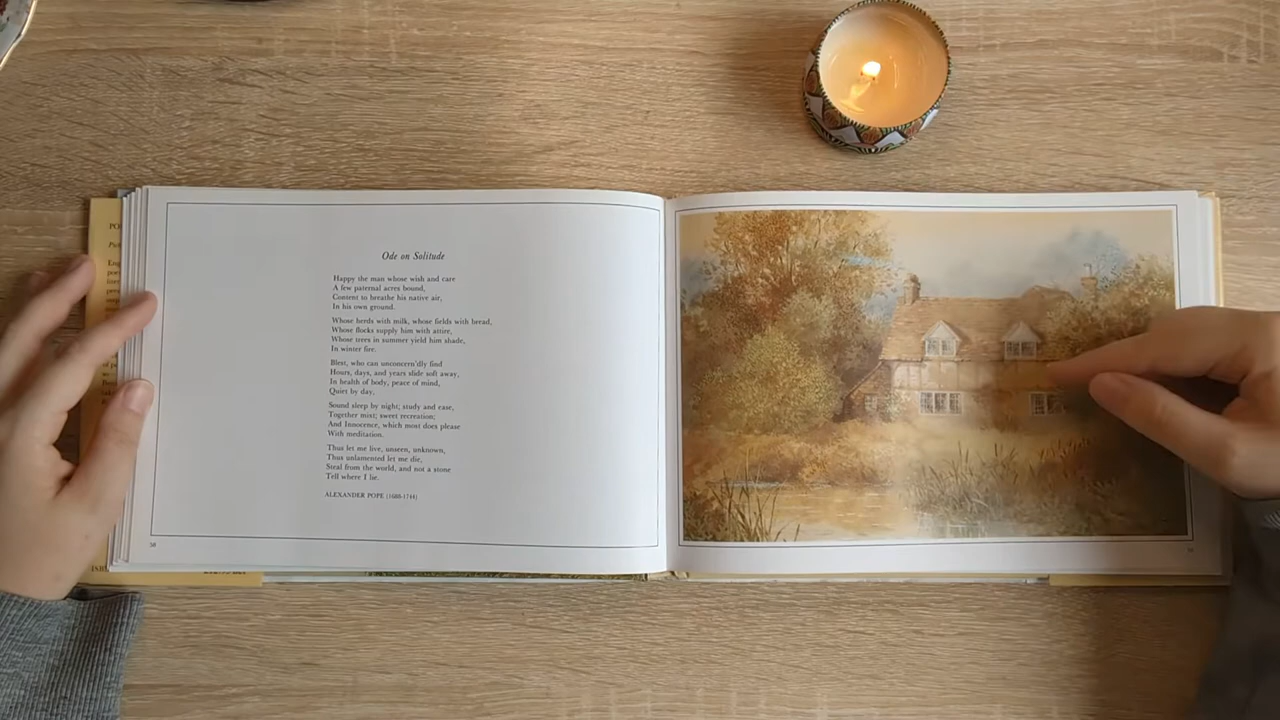 Ode on Solitude
Happy the man whose wish and care
A few paternal acres bound,
Content to breathe his native air,
In his own ground.
Whose herds with milk, whose fields with bread,
Whose flocks supply him with attire,
Whose trees in summer yield him shade,
In winter fire.
Blest, who can unconcern'dly find
Hours, days, and years slide soft away,
In health of body, peace of mind,
Quiet by day,
Sound sleep by night; study and ease,
Together mixt; sweet recreation;
And Innocence, which most does please
With meditation.
Thus let me live, unseen, unknown,
Thus unlamented let me die,
Steal from the world, and not a stone
Tell where I lie.
ALEXANDER POPE (1688-1744)